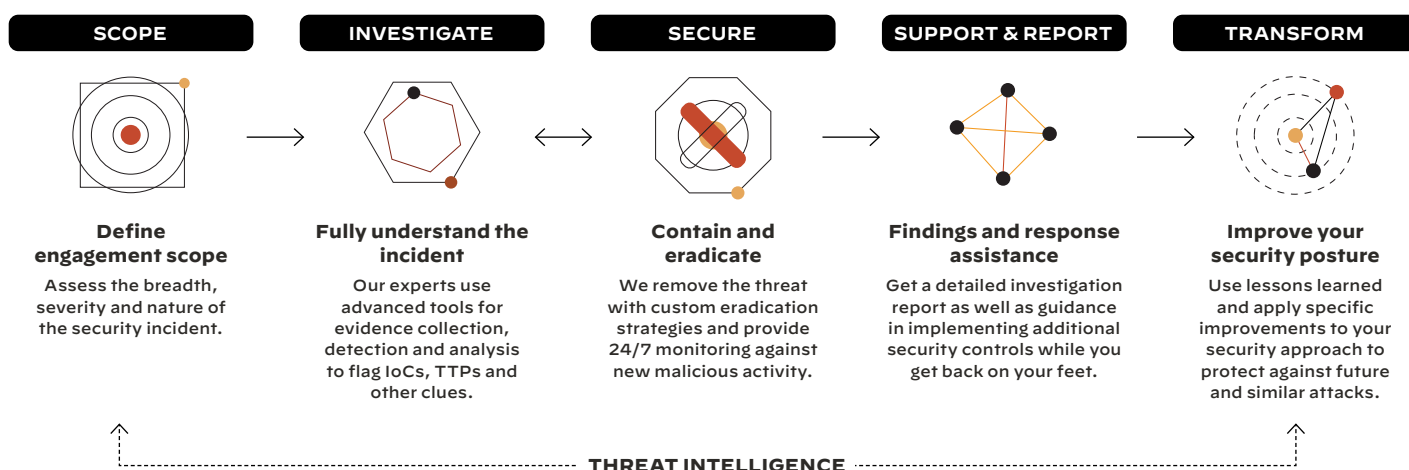 SCOPE
INVESTIGATE
SECURE
SUPPORT & REPORT
TRANSFORM
Define
engagement scope
Assess the breadth,
severity and nature of
the security incident.
Fully understand the
incident
Our experts use
advanced tools for
evidence collection,
detection and analysis
to flag IoCs, TTPs and
other clues.
Contain and
eradicate
We remove the threat
with custom eradication
strategies and provide
24/7 monitoring against
new malicious activity.
Findings and response
assistance
Get a detailed investigation
report as well as guidance
in implementing additional
security controls while you
get back on your feet.
Improve your
security posture
Use lessons learned
and apply specific
improvements to your
security approach to
protect against future
and similar attacks.
THREAT INTELLIGENCE